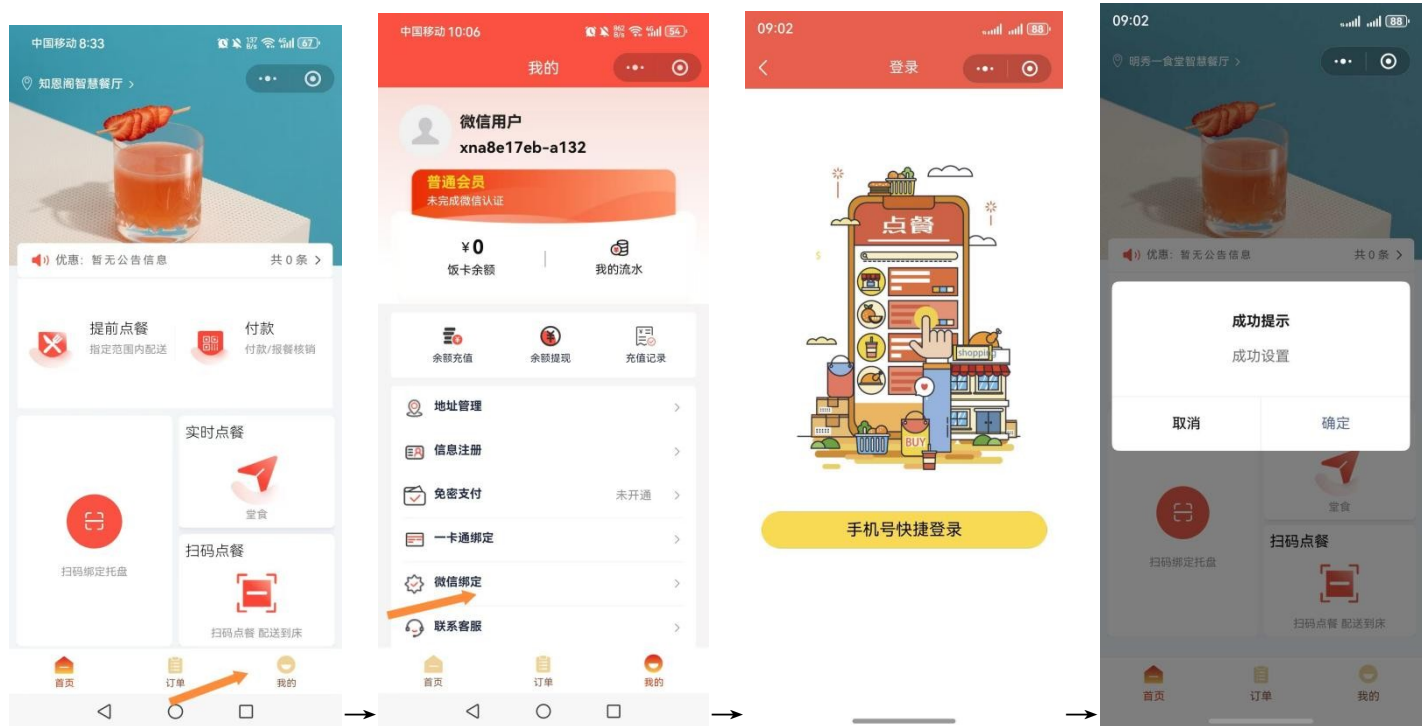 中国移动 8:33
67
知恩阁智慧餐厅 >
优惠: 暂无公告信息 共 0 条 >
提前点餐
指定范围内配送
付款
付款/报餐核销
实时点餐
堂食
扫码绑定托盘
扫码点餐
扫码点餐 配送到床
首页 订单 我的
中国移动 10:06
54
我的
微信用户
xna8e17eb-a132
普通会员
未完成微信认证
¥ 0
饭卡余额
我的流水
余额充值 余额提现 充值记录
地址管理
信息注册
免密支付 未开通
一卡通绑定
微信绑定
联系客服
首页 订单 我的
09:02
88
登录
点餐
shopping
BUY
手机号快捷登录
09:02
88
明秀一食堂智慧餐厅 >
优惠: 暂无公告信息 共 0 条 >
成功提示
成功设置
取消 确定
堂食
扫码绑定托盘
扫码点餐
扫码点餐 配送到床
首页 订单 我的